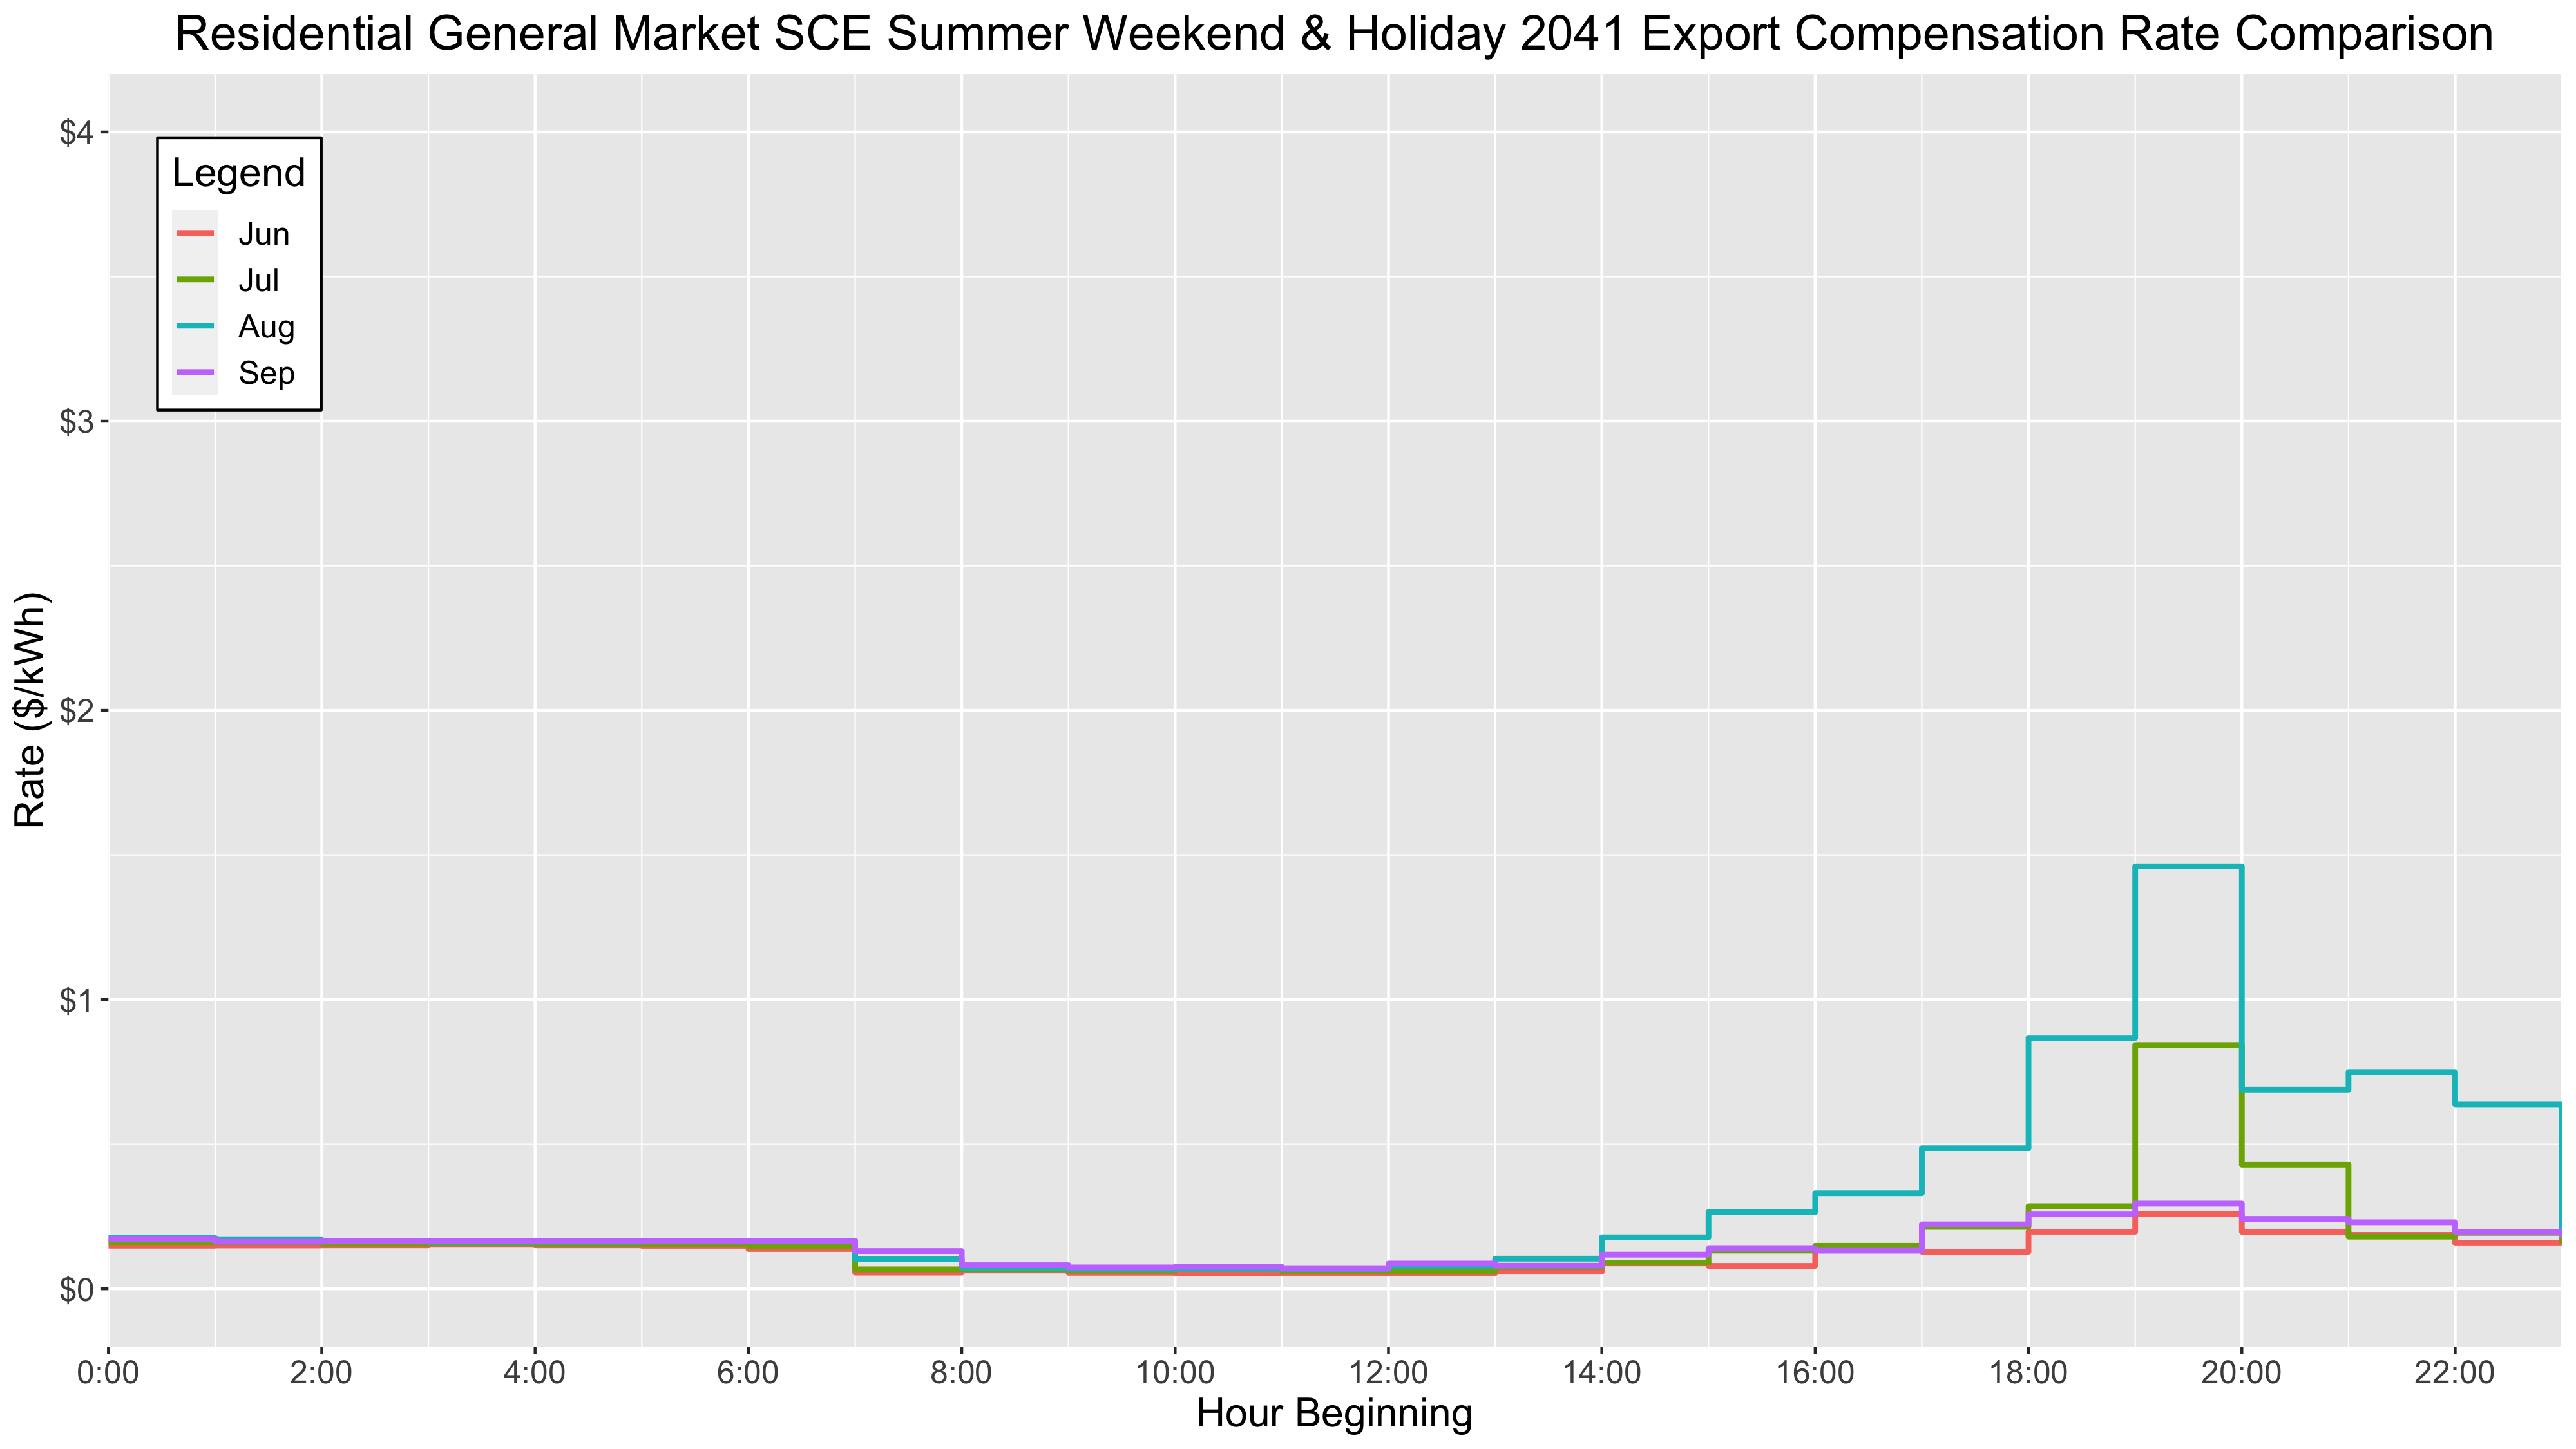 Residential General Market SCE Summer Weekend & Holiday 2041 Export Compensation Rate Comparison
$4
Legend
Jun
Jul
Aug
Sep
$3
Rate ($/kWh)
$2
$1
$0
0:00 2:00 4:00 6:00 8:00 10:00 12:00 14:00 16:00 18:00 20:00 22:00
Hour Beginning